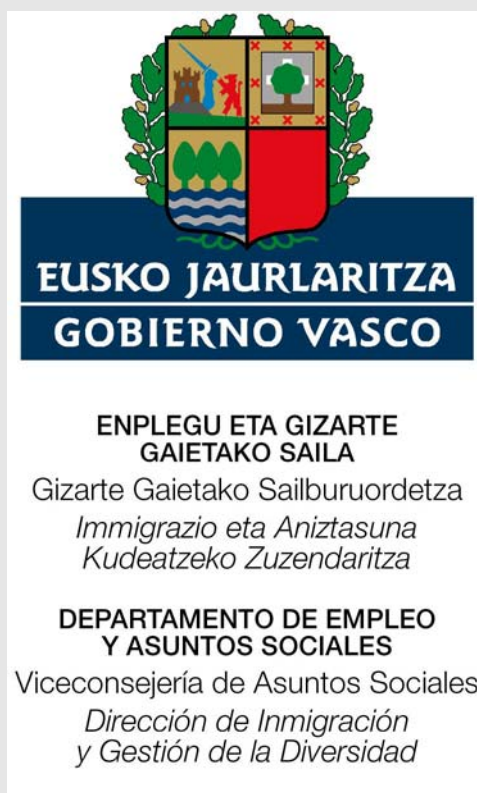 EUSKO JAURLARITZA
GOBIERNO VASCO
ENPLEGU ETA GIZARTE
GAIETAKO SAILA
Gizarte Gaietako Sailburuordetza
Immigrazio eta Aniztasuna
Kudeatzeko Zuzendaritza
DEPARTAMENTO DE EMPLEO
Y ASUNTOS SOCIALES
Viceconsejería de Asuntos Sociales
Dirección de Inmigración
y Gestión de la Diversidad